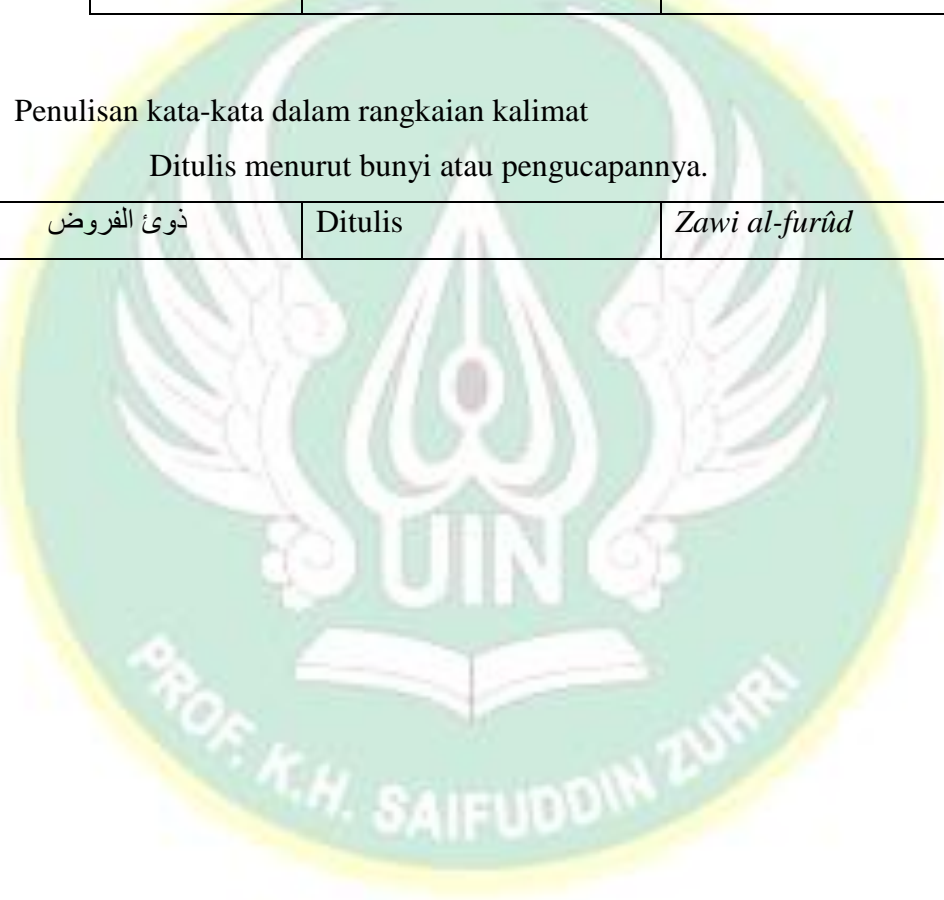 Penulisan kata-kata dalam rangkaian kalimat
Ditulis menurut bunyi atau pengucapannya.
ذوئ الفروض Ditulis Zawi al-furûd
UIN
PROF. K.H. SAIFUDDIN ZUHRI